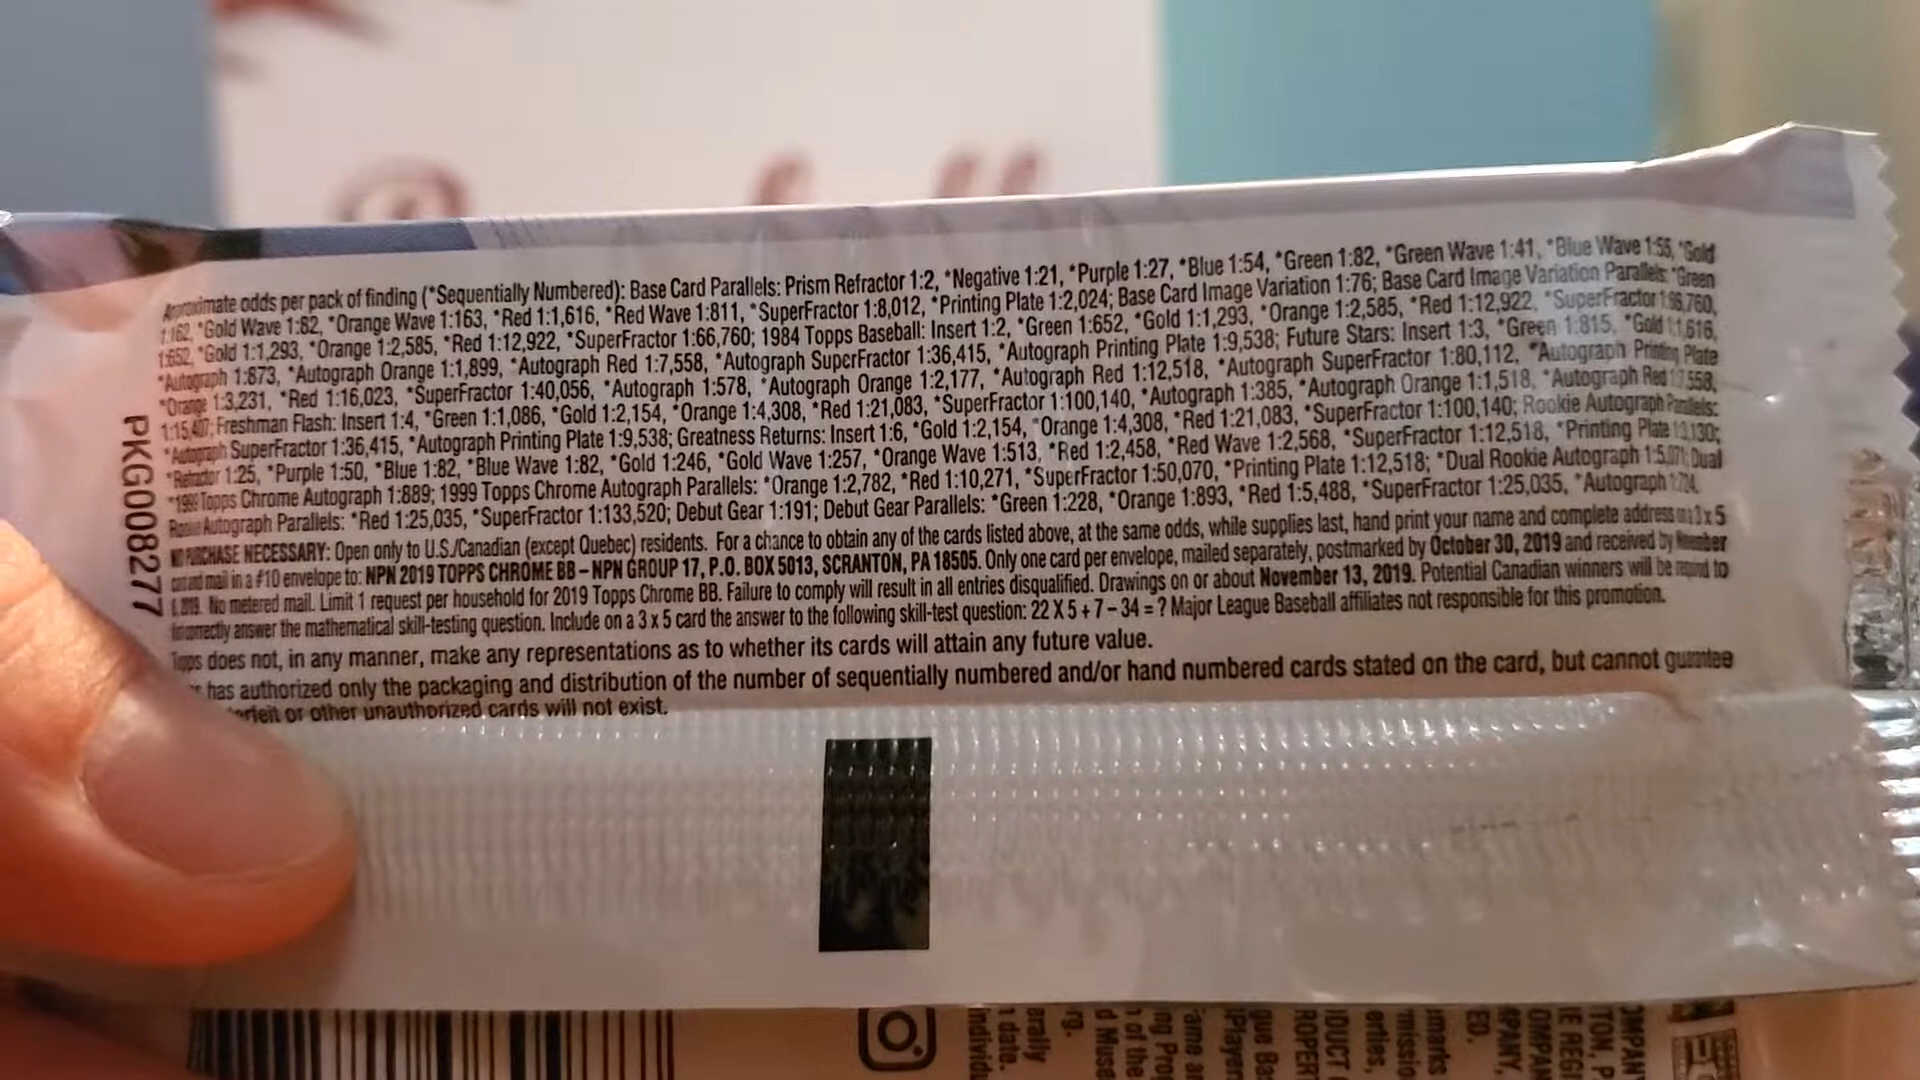 Approximate odds per pack of finding (*Sequentially Numbered): Base Card Parallels: Prism Refractor 1:2, *Negative 1:21, *Purple 1:27, *Blue 1:54, *Green 1:82, *Green Wave 1:41, *Blue Wave 1:55, *Gold
1:162, *Gold Wave 1:82, *Orange Wave 1:163, *Red 1:1,616, *Red Wave 1:811, *SuperFractor 1:8,012, *Printing Plate 1:2,024; Base Card Image Variation 1:76; Base Card Image Variation Parallels: *Green
1:652, *Gold 1:1,293, *Orange 1:2,585, *Red 1:12,922, *SuperFractor 1:66,760; 1984 Topps Baseball: Insert 1:2, *Green 1:652, *Gold 1:1,293, *Orange 1:2,585, *Red 1:12,922, *SuperFractor
*Autograph 1:873, *Autograph Orange 1:1,899, *Autograph Red 1:7,558, *Autograph SuperFractor 1:36,415, *Autograph Printing Plate 1:9,538; Future Stars: Insert 1:3, *Green 1:815, *Gold 1:1,616,
*Orange 1:3,231, *Red 1:16,023, *SuperFractor 1:40,056, *Autograph 1:578, *Autograph Orange 1:2,177, *Autograph Red 1:12,518, *Autograph SuperFractor 1:80,112, *Autograph Printing Plate
1:15,407; Freshman Flash: Insert 1:4, *Green 1:1,086, *Gold 1:2,154, *Orange 1:4,308, *Red 1:21,083, *SuperFractor 1:100,140, *Autograph 1:385, *Autograph Orange 1:1,518, *Autograph Red 1:7,558,
*Autograph SuperFractor 1:36,415, *Autograph Printing Plate 1:9,538; Greatness Returns: Insert 1:6, *Gold 1:2,154, *Orange 1:4,308, *Red 1:21,083, *SuperFractor 1:100,140; Rookie Autograph Parallels:
*Refractor 1:25, *Purple 1:50, *Blue 1:82, *Blue Wave 1:82, *Gold 1:246, *Gold Wave 1:257, *Orange Wave 1:513, *Red 1:2,458, *Red Wave 1:2,568, *SuperFractor 1:12,518, *Printing Plate 1:3,130;
*1999 Topps Chrome Autograph 1:889; 1999 Topps Chrome Autograph Parallels: *Orange 1:2,782, *Red 1:10,271, *SuperFractor 1:50,070, *Printing Plate 1:12,518; *Dual Rookie Autograph 1:5,071; Dual
Rookie Autograph Parallels: *Red 1:25,035, *SuperFractor 1:133,520; Debut Gear 1:191; Debut Gear Parallels: *Green 1:228, *Orange 1:893, *Red 1:5,488, *SuperFractor 1:25,035, *Autograph
NO PURCHASE NECESSARY: Open only to U.S./Canadian (except Quebec) residents. For a chance to obtain any of the cards listed above, at the same odds, while supplies last, hand print your name and complete address on a 3 x 5
card and mail in a #10 envelope to: NPN 2019 TOPPS CHROME BB – NPN GROUP 17, P.O. BOX 5013, SCRANTON, PA 18505. Only one card per envelope, mailed separately, postmarked by October 30, 2019 and received by November
2019. No metered mail. Limit 1 request per household for 2019 Topps Chrome BB. Failure to comply will result in all entries disqualified. Drawings on or about November 13, 2019. Potential Canadian winners will be required to
correctly answer the mathematical skill-testing question. Include on a 3 x 5 card the answer to the following skill-test question: 22 X 5 + 7 – 34 = ? Major League Baseball affiliates not responsible for this promotion.
Topps does not, in any manner, make any representations as to whether its cards will attain any future value.
has authorized only the packaging and distribution of the number of sequentially numbered and/or hand numbered cards stated on the card, but cannot guarantee
or other unauthorized cards will not exist.
PKG008277